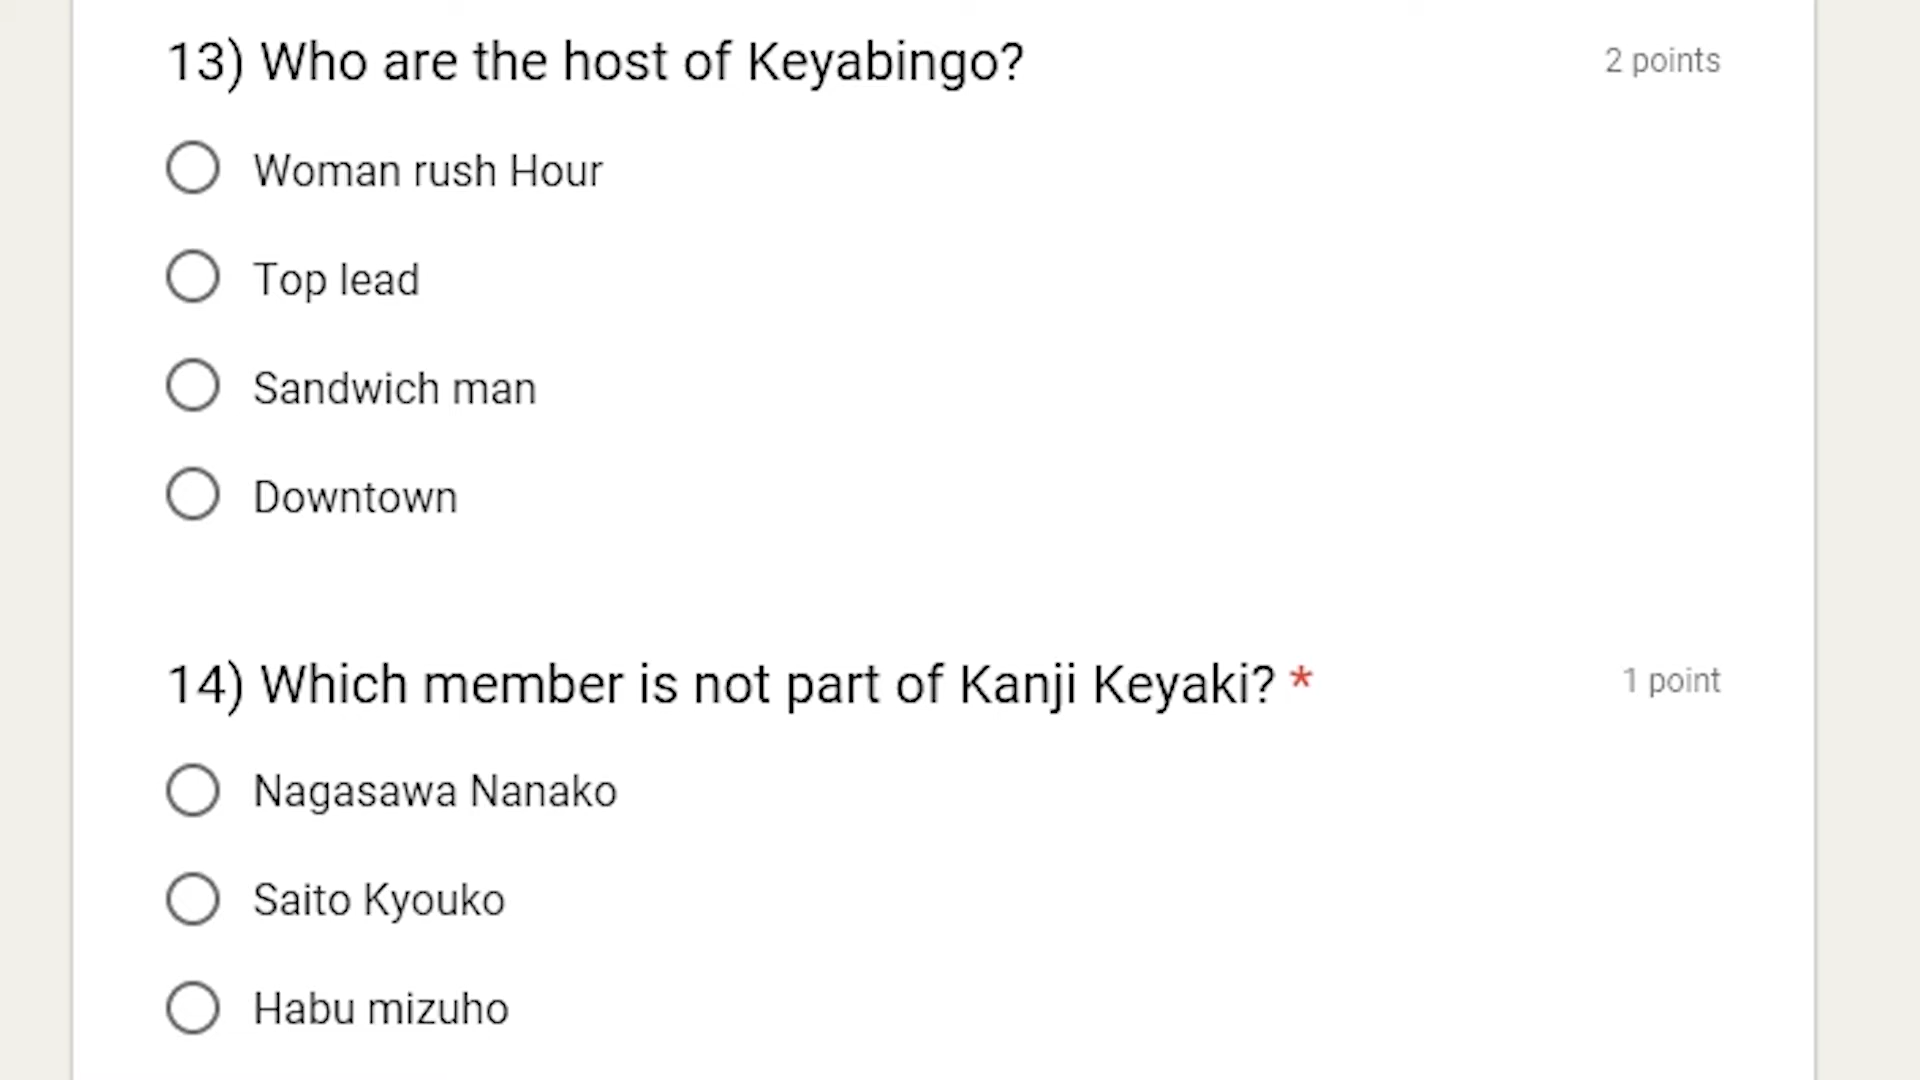 13) Who are the host of Keyabingo?
2 points
Woman rush Hour
Top lead
Sandwich man
Downtown
14) Which member is not part of Kanji Keyaki? *
1 point
Nagasawa Nanako
Saito Kyouko
Habu mizuho